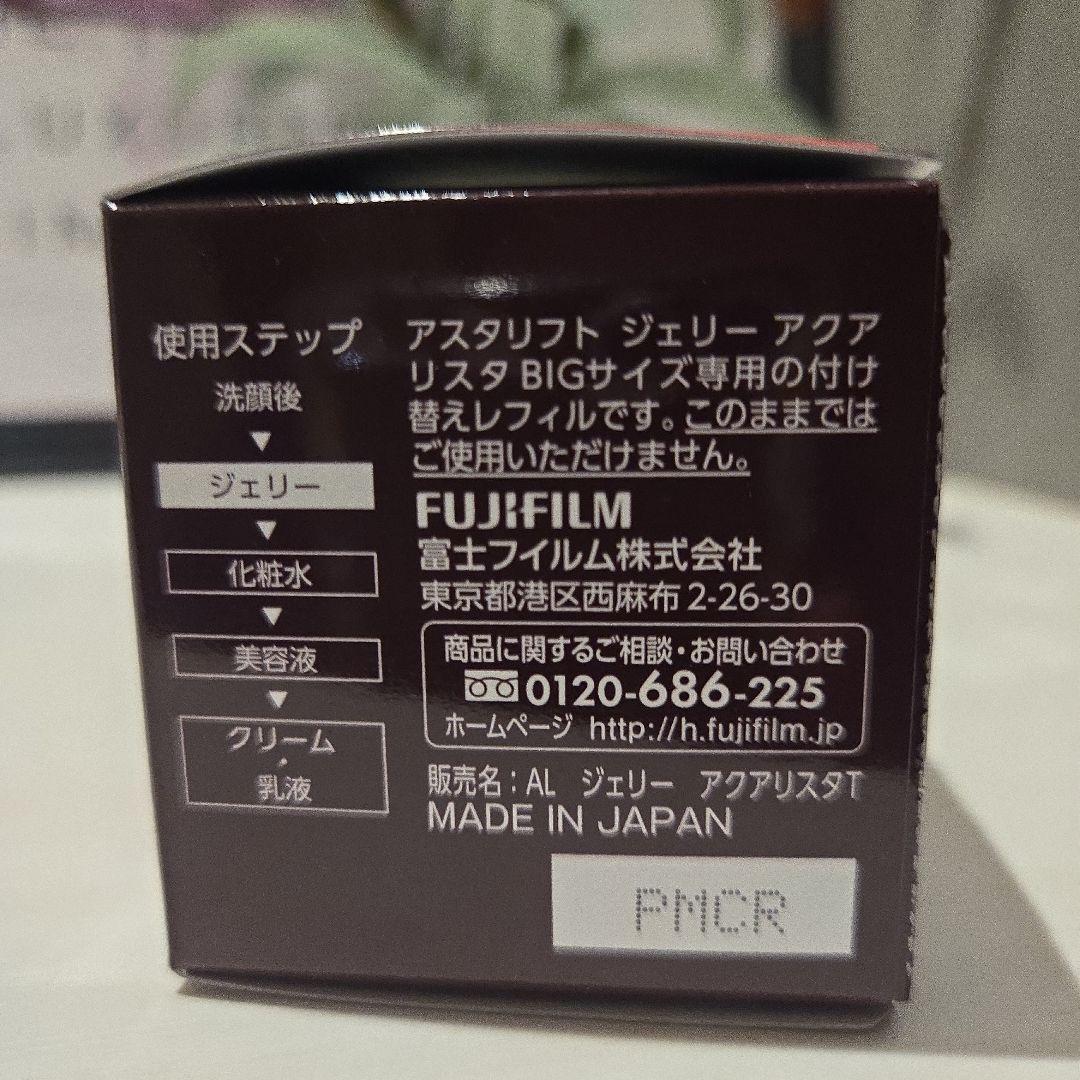 使用ステップ
洗顔後
▼
ジェリー
▼
化粧水
▼
美容液
▼
クリーム
・
乳液
アスタリフト ジェリー アクア
リスタ BIGサイズ専用の付け
替えレフィルです。このままでは
ご使用いただけません。
FUJIFILM
富士フイルム株式会社
東京都港区西麻布2-26-30
商品に関するご相談・お問い合わせ
0120-686-225
ホームページ http://h.fujifilm.jp
販売名：AL ジェリー アクアリスタT
MADE IN JAPAN
PMCR